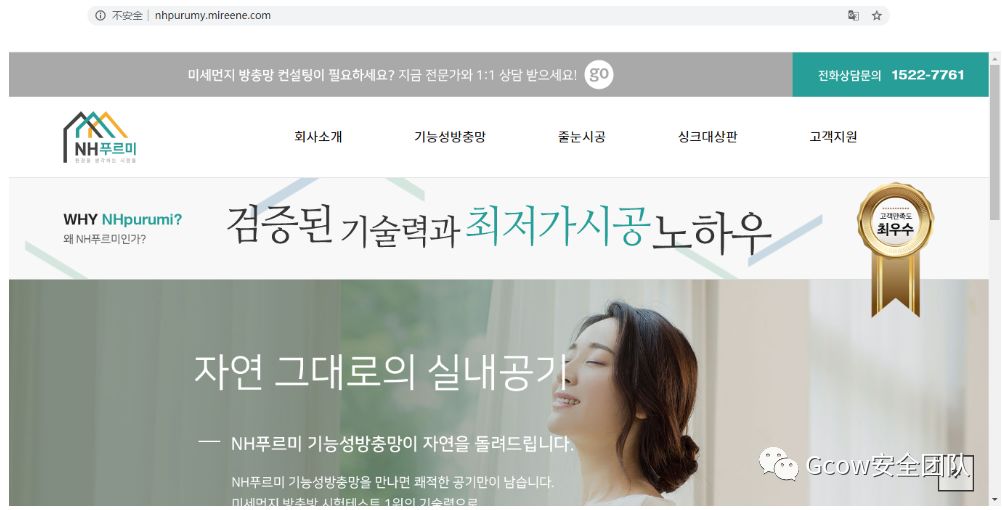 不安全 | nhpurumy.mireene.com
미세먼지 방충망 컨설팅이 필요하세요? 지금 전문가와 1:1 상담 받으세요! go
전화상담문의 1522-7761
NH푸르미
회사소개 기능성방충망 줄눈시공 싱크대상판 고객지원
WHY NHpurumi?
왜 NH푸르미인가?
검증된 기술력과 최저가시공 노하우
고객만족도
최우수
자연 그대로의 실내공기
NH푸르미 기능성방충망이 자연을 돌려드립니다.
NH푸르미 기능성방충망을 만나면 쾌적한 공기만이 남습니다.
미세먼지 방충망 시험테스트 1위의 기술력으로
Gcow安全团队